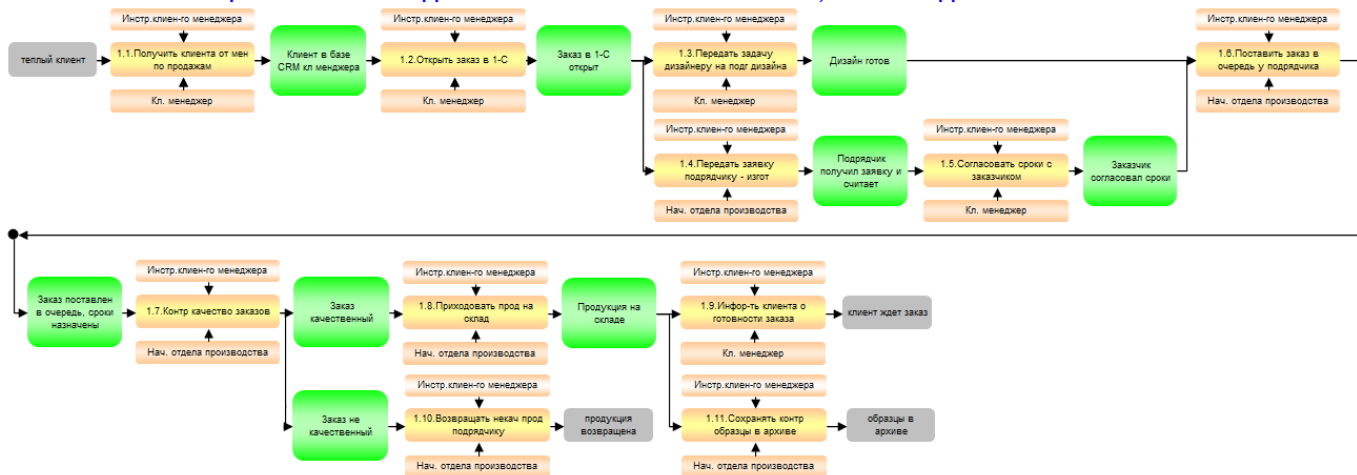 Инстр.клиен-го менеджера
Инстр.клиен-го менеджера
Инстр.клиен-го менеджера
Инстр.клиен-го менеджера
теплый клиент
1.1.Получить клиента от мен
по продажам
Клиент в базе
CRM кл менджера
1.2.Открыть заказ в 1-С
Заказ в 1-С
открыт
1.3.Передать задачу
дизайнеру на подг дизайна
Дизайн готов
1.6.Поставить заказ в
очередь у подрядчика
Кл. менеджер
Кл. менеджер
Кл. менеджер
Нач. отдела производства
Инстр.клиен-го менеджера
Инстр.клиен-го менеджера
1.4.Передать заявку
подрядчику - изгот
Подрядчик
получил заявку и
считает
1.5.Согласовать сроки с
заказчиком
Заказчик
согласовал сроки
Нач. отдела производства
Кл. менеджер
Инстр.клиен-го менеджера
Инстр.клиен-го менеджера
Инстр.клиен-го менеджера
Заказ поставлен
в очередь, сроки
назначены
1.7.Контр качество заказов
Заказ
качественный
1.8.Приходовать прод на
склад
Продукция на
складе
1.9.Инфор-ть клиента о
готовности заказа
клиент ждет заказ
Нач. отдела производства
Нач. отдела производства
Кл. менеджер
Инстр.клиен-го менеджера
Инстр.клиен-го менеджера
Заказ не
качественный
1.10.Возвращать некач прод
подрядчику
продукция
возвращена
1.11.Сохранять контр
образцы в архиве
образцы в
архиве
Нач. отдела производства
Нач. отдела производства